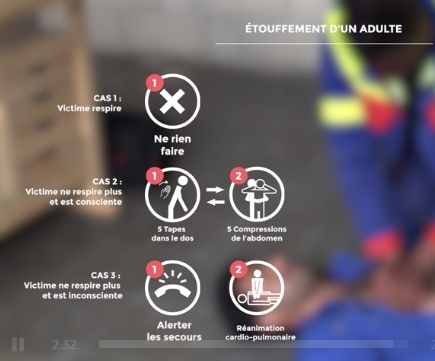 ÉTOUFFEMENT D'UN ADULTE
CAS 1 :
Victime respire
1
Ne rien
faire
CAS 2 :
Victime ne respire plus
et est consciente
1
2
5 Tapes
dans le dos
5 Compressions
de l'abdomen
CAS 3 :
Victime ne respire plus
et est insconsciente
1
2
Alerter
les secours
Réanimation
cardio-pulmonaire
2:32